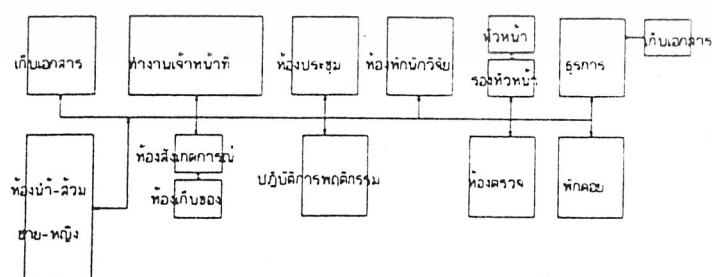 เก็บเอกสาร
ทำงานเจ้าหน้าที่
ห้องประชุม
ห้องพักนักวิจัย
หัวหน้า
รองหัวหน้า
ธุรการ
เก็บเอกสาร
ห้องน้ำ-ส้วม
ชาย-หญิง
ห้องสังเกตการณ์
ห้องเก็บของ
ปฏิบัติการพฤติกรรม
ห้องตรวจ
พักคอย